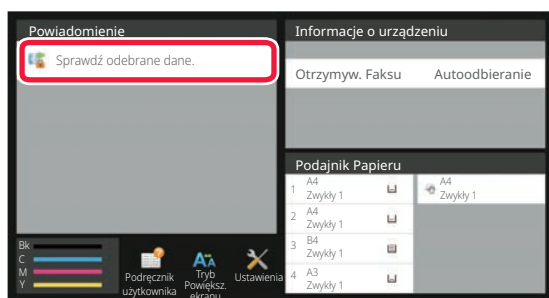 Powiadomienie
Sprawdź odebrane dane.
Informacje o urządzeniu
Otrzymyw. Faksu Autoodbieranie
Podajnik Papieru
1 A4
Zwykły 1
2 A4
Zwykły 1
3 B4
Zwykły 1
4 A3
Zwykły 1
A4
Zwykły 1
Bk
C
M
Y
Podręcznik
użytkownika
Tryb
Powiększ.
ekranu
Ustawienia